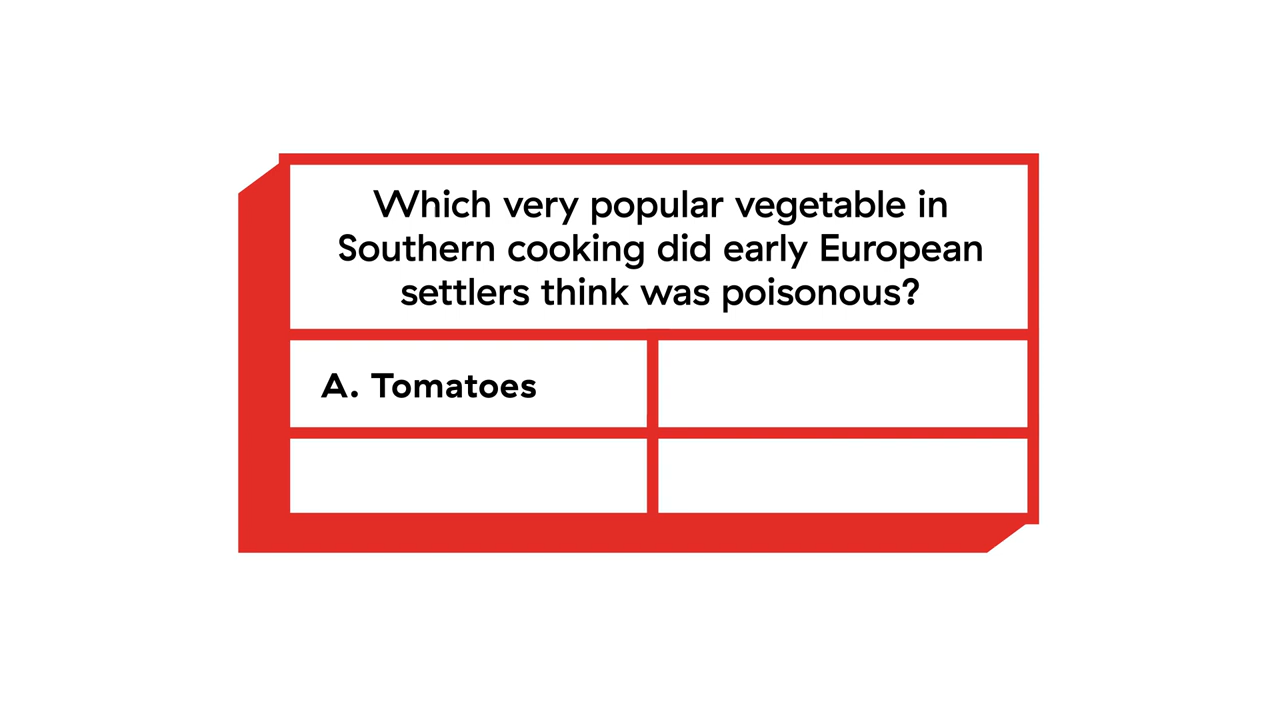 Which very popular vegetable in
Southern cooking did early European
settlers think was poisonous?
A. Tomatoes